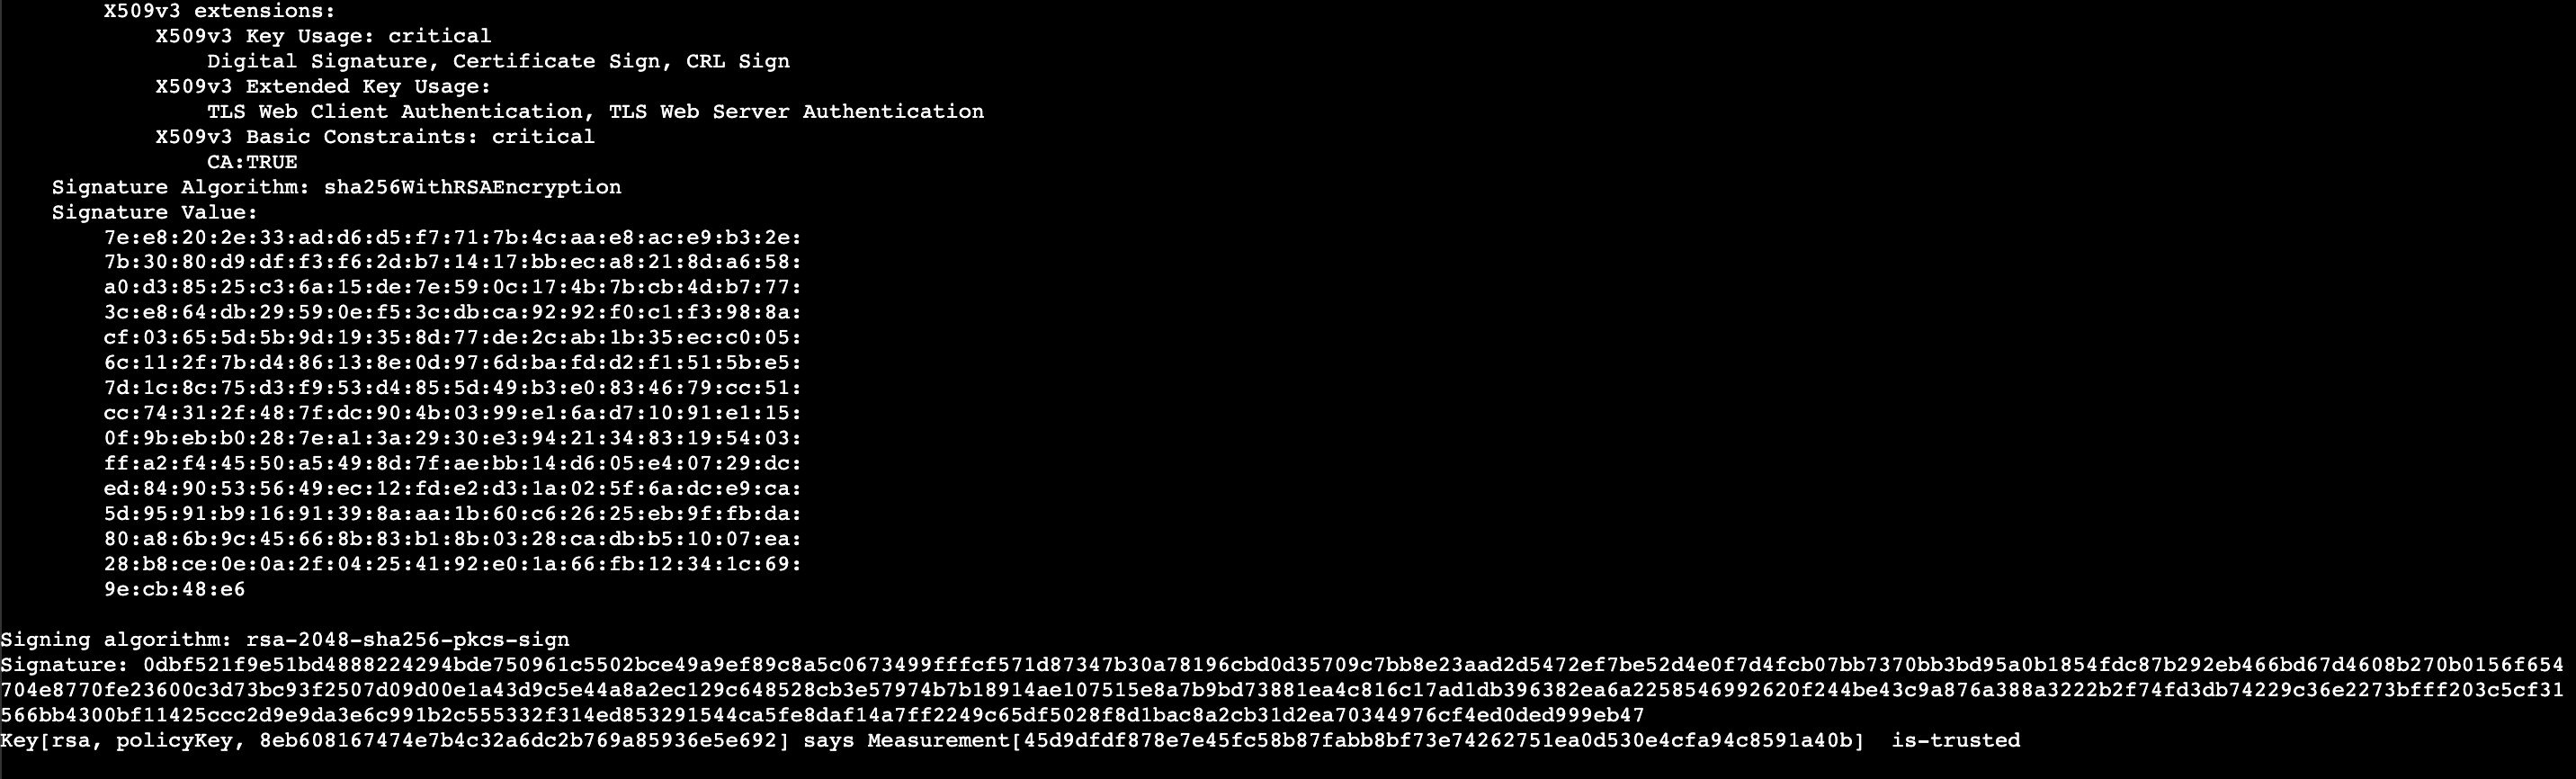 X509v3 extensions:
X509v3 Key Usage: critical
Digital Signature, Certificate Sign, CRL Sign
X509v3 Extended Key Usage:
TLS Web Client Authentication, TLS Web Server Authentication
X509v3 Basic Constraints: critical
CA:TRUE
Signature Algorithm: sha256WithRSAEncryption
Signature Value:
7e:e8:20:2e:33:ad:d6:d5:f7:71:7b:4c:aa:e8:ac:e9:b3:2e:
7b:30:80:d9:df:f3:f6:2d:b7:14:17:bb:ec:a8:21:8d:a6:58:
a0:d3:85:25:c3:6a:15:de:7e:59:0c:17:4b:7b:cb:4d:b7:77:
3c:e8:64:db:29:59:0e:f5:3c:db:ca:92:92:f0:c1:f3:98:8a:
cf:03:65:5d:5b:9d:19:35:8d:77:de:2c:ab:1b:35:ec:c0:05:
6c:11:2f:7b:d4:86:13:8e:0d:97:6d:ba:fd:d2:f1:51:5b:e5:
7d:1c:8c:75:d3:f9:53:d4:85:5d:49:b3:e0:83:46:79:cc:51:
cc:74:31:2f:48:7f:dc:90:4b:03:99:e1:6a:d7:10:91:e1:15:
0f:9b:eb:b0:28:7e:a1:3a:29:30:e3:94:21:34:83:19:54:03:
ff:a2:f4:45:50:a5:49:8d:7f:ae:bb:14:d6:05:e4:07:29:dc:
ed:84:90:53:56:49:ec:12:fd:e2:d3:1a:02:5f:6a:dc:e9:ca:
5d:95:91:b9:16:91:39:8a:aa:1b:60:c6:26:25:eb:9f:fb:da:
80:a8:6b:9c:45:66:8b:83:b1:8b:03:28:ca:db:b5:10:07:ea:
28:b8:ce:0e:0a:2f:04:25:41:92:e0:1a:66:fb:12:34:1c:69:
9e:cb:48:e6
Signing algorithm: rsa-2048-sha256-pkcs-sign
Signature: 0dbf521f9e51bd4888224294bde750961c5502bce49a9ef89c8a5c0673499fffcf571d87347b30a78196cbd0d35709c7bb8e23aad2d5472ef7be52d4e0f7d4fcb07bb7370bb3bd95a0b1854fdc87b292eb466bd67d4608b270b0156f654
704e8770fe23600c3d73bc93f2507d09d00e1a43d9c5e44a8a2ec129c648528cb3e57974b7b18914ae107515e8a7b9bd73881ea4c816c17ad1db396382ea6a2258546992620f244be43c9a876a388a3222b2f74fd3db74229c36e2273bfff203c5cf31
566bb4300bf11425ccc2d9e9da3e6c991b2c555332f314ed853291544ca5fe8daf14a7ff2249c65df5028f8d1bac8a2cb31d2ea70344976cf4ed0ded999eb47
Key[rsa, policyKey, 8eb608167474e7b4c32a6dc2b769a85936e5e692] says Measurement[45d9dfdf878e7e45fc58b87fabb8bf73e74262751ea0d530e4cfa94c8591a40b]  is-trusted